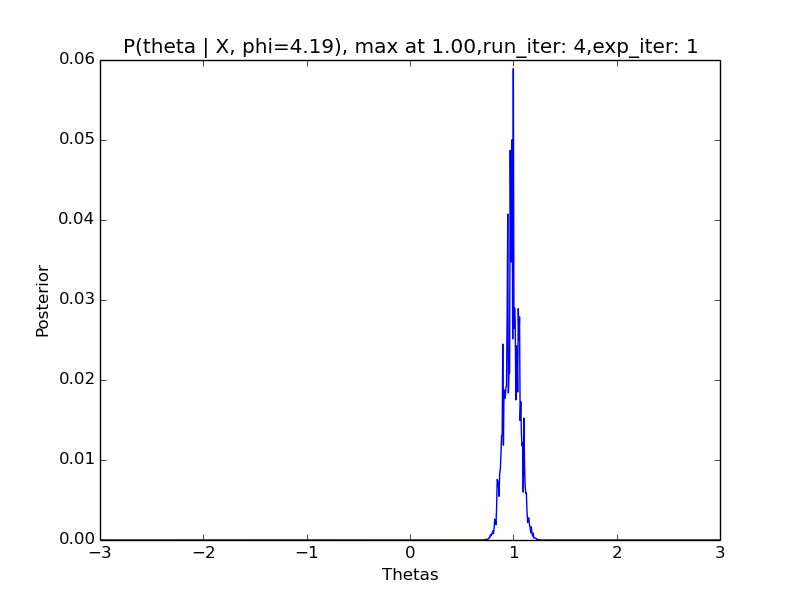 P(theta | X, phi=4.19), max at 1.00,run_iter: 4,exp_iter: 1
0.06
0.05
0.04
0.03
0.02
0.01
0.00
Posterior
−3 −2 −1 0 1 2 3
Thetas